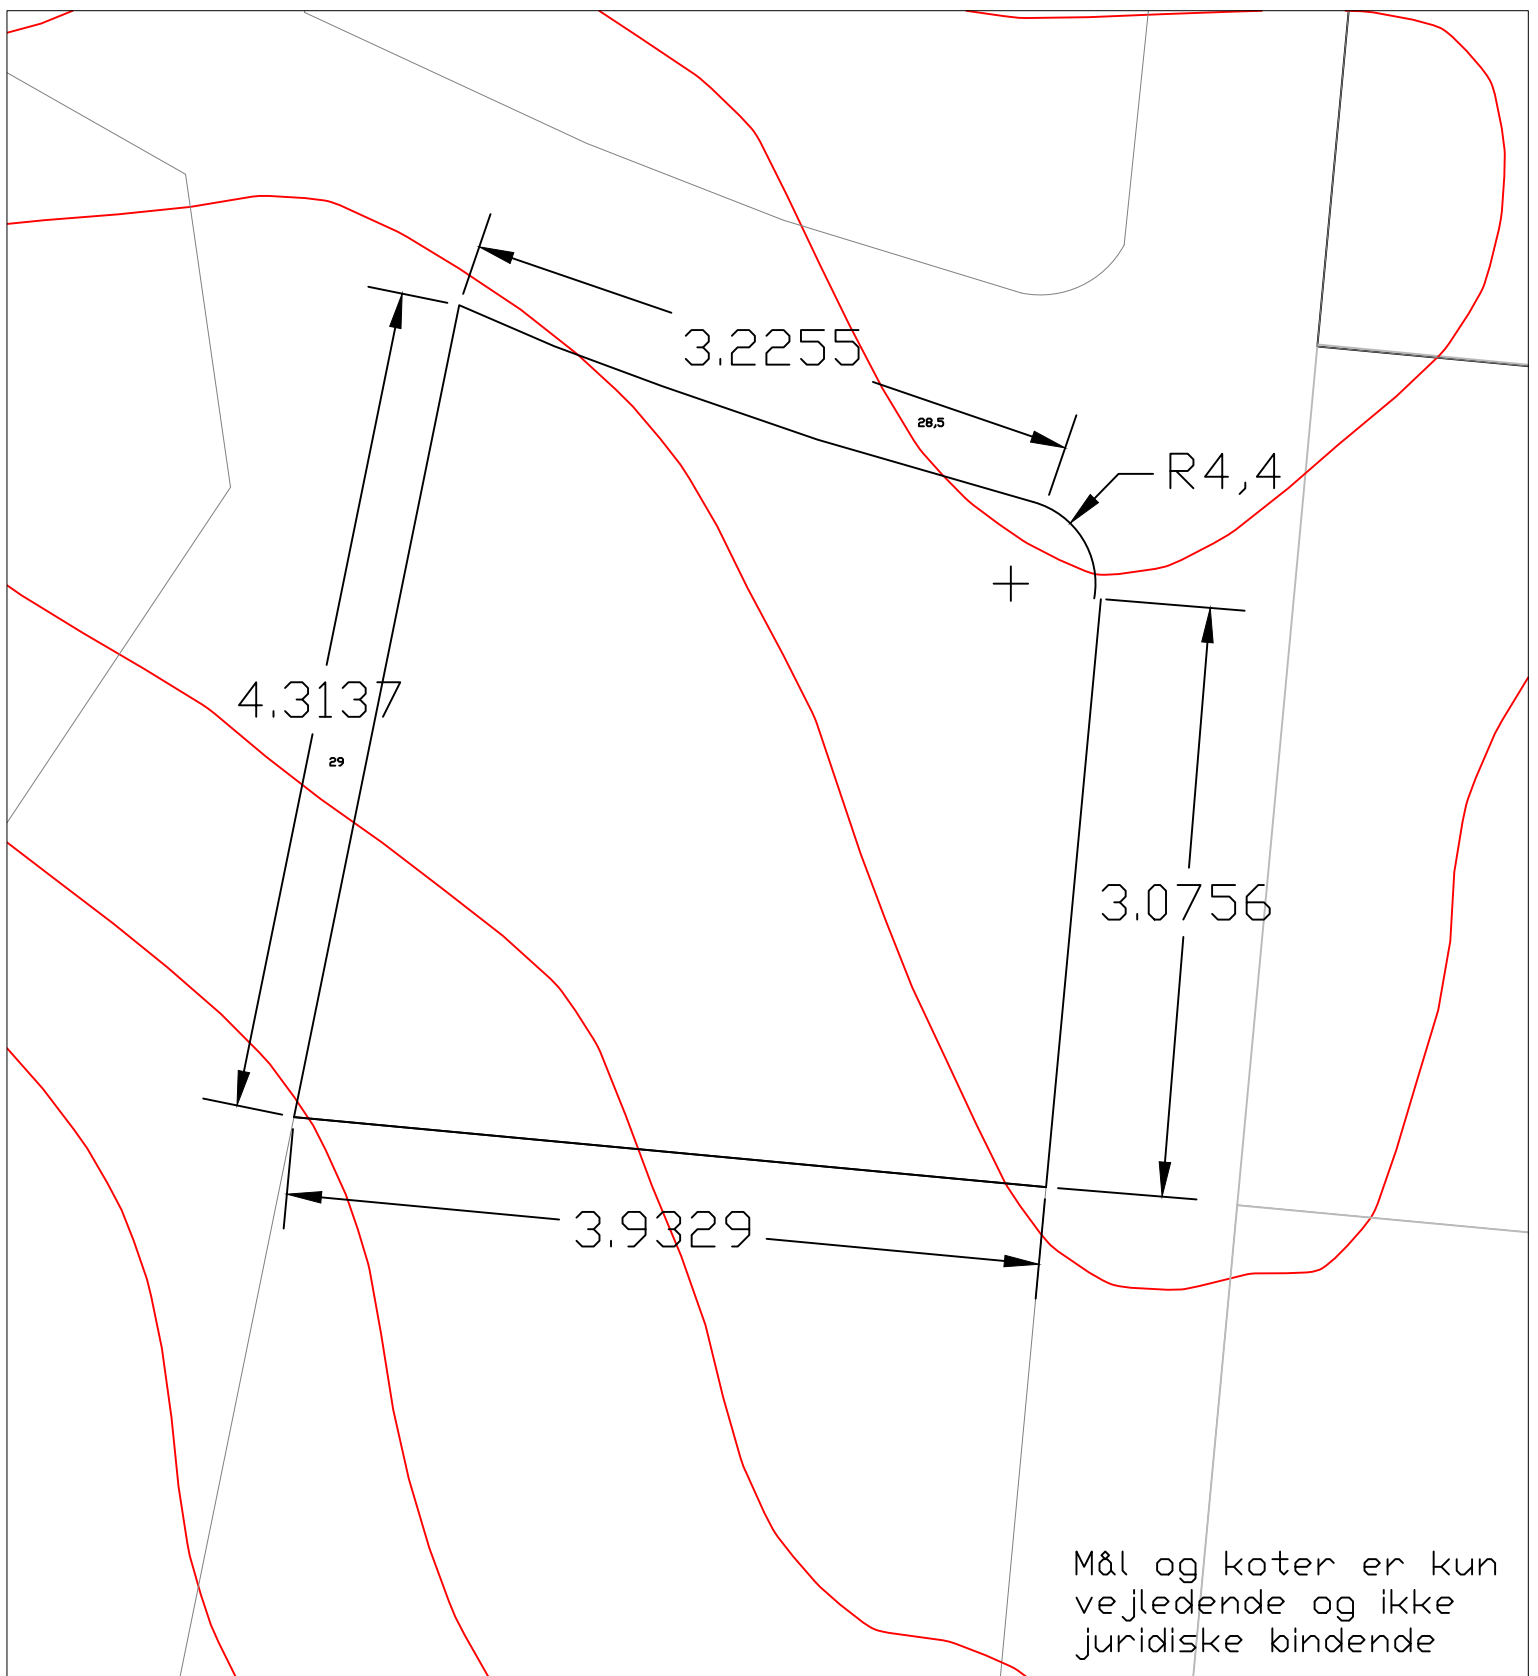 3.2255
28,5
R4,4
4.3137
29
3.0756
3.9329
Mål og koter er kun
vejledende og ikke
juridiske bindende